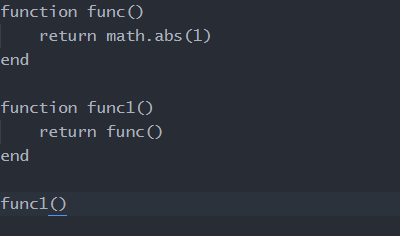 function func()
    return math.abs(1)
end

function func1()
    return func()
end

func1()